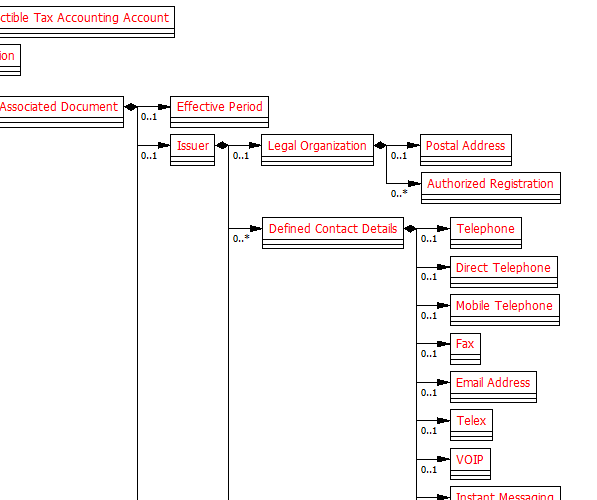 ctible Tax Accounting Account
ion
Associated Document
0..1
Effective Period
0..1
Issuer
0..1
Legal Organization
0..1
Postal Address
0..*
Authorized Registration
0..*
Defined Contact Details
0..1
Telephone
0..1
Direct Telephone
0..1
Mobile Telephone
0..1
Fax
0..1
Email Address
0..1
Telex
0..1
VOIP
Instant Messaging